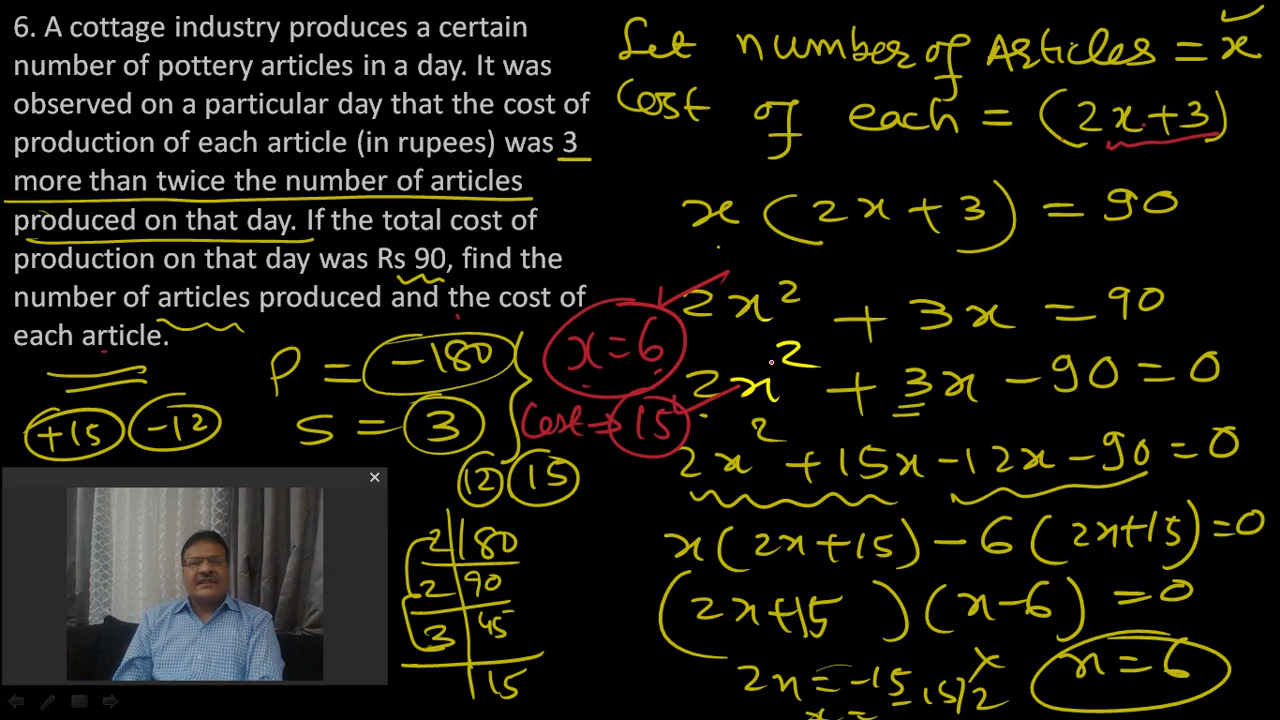 6. A cottage industry produces a certain
number of pottery articles in a day. It was
observed on a particular day that the cost of
production of each article (in rupees) was 3
more than twice the number of articles
produced on that day. If the total cost of
production on that day was Rs 90, find the
number of articles produced and the cost of
each article.
Let number of Articles = x
Cost of each = (2x+3)
x (2x+3) = 90
2x² + 3x = 90
2x² + 3x - 90 = 0
2x² + 15x - 12x - 90 = 0
x(2x+15) - 6(2x+15) = 0
(2x+15)(x-6) = 0
2x = -15
x = 6
P = -180
S = 3
+15 -12
12 15
x = 6
Cost → 15
2 | 180
2 | 90
3 | 45
| 15